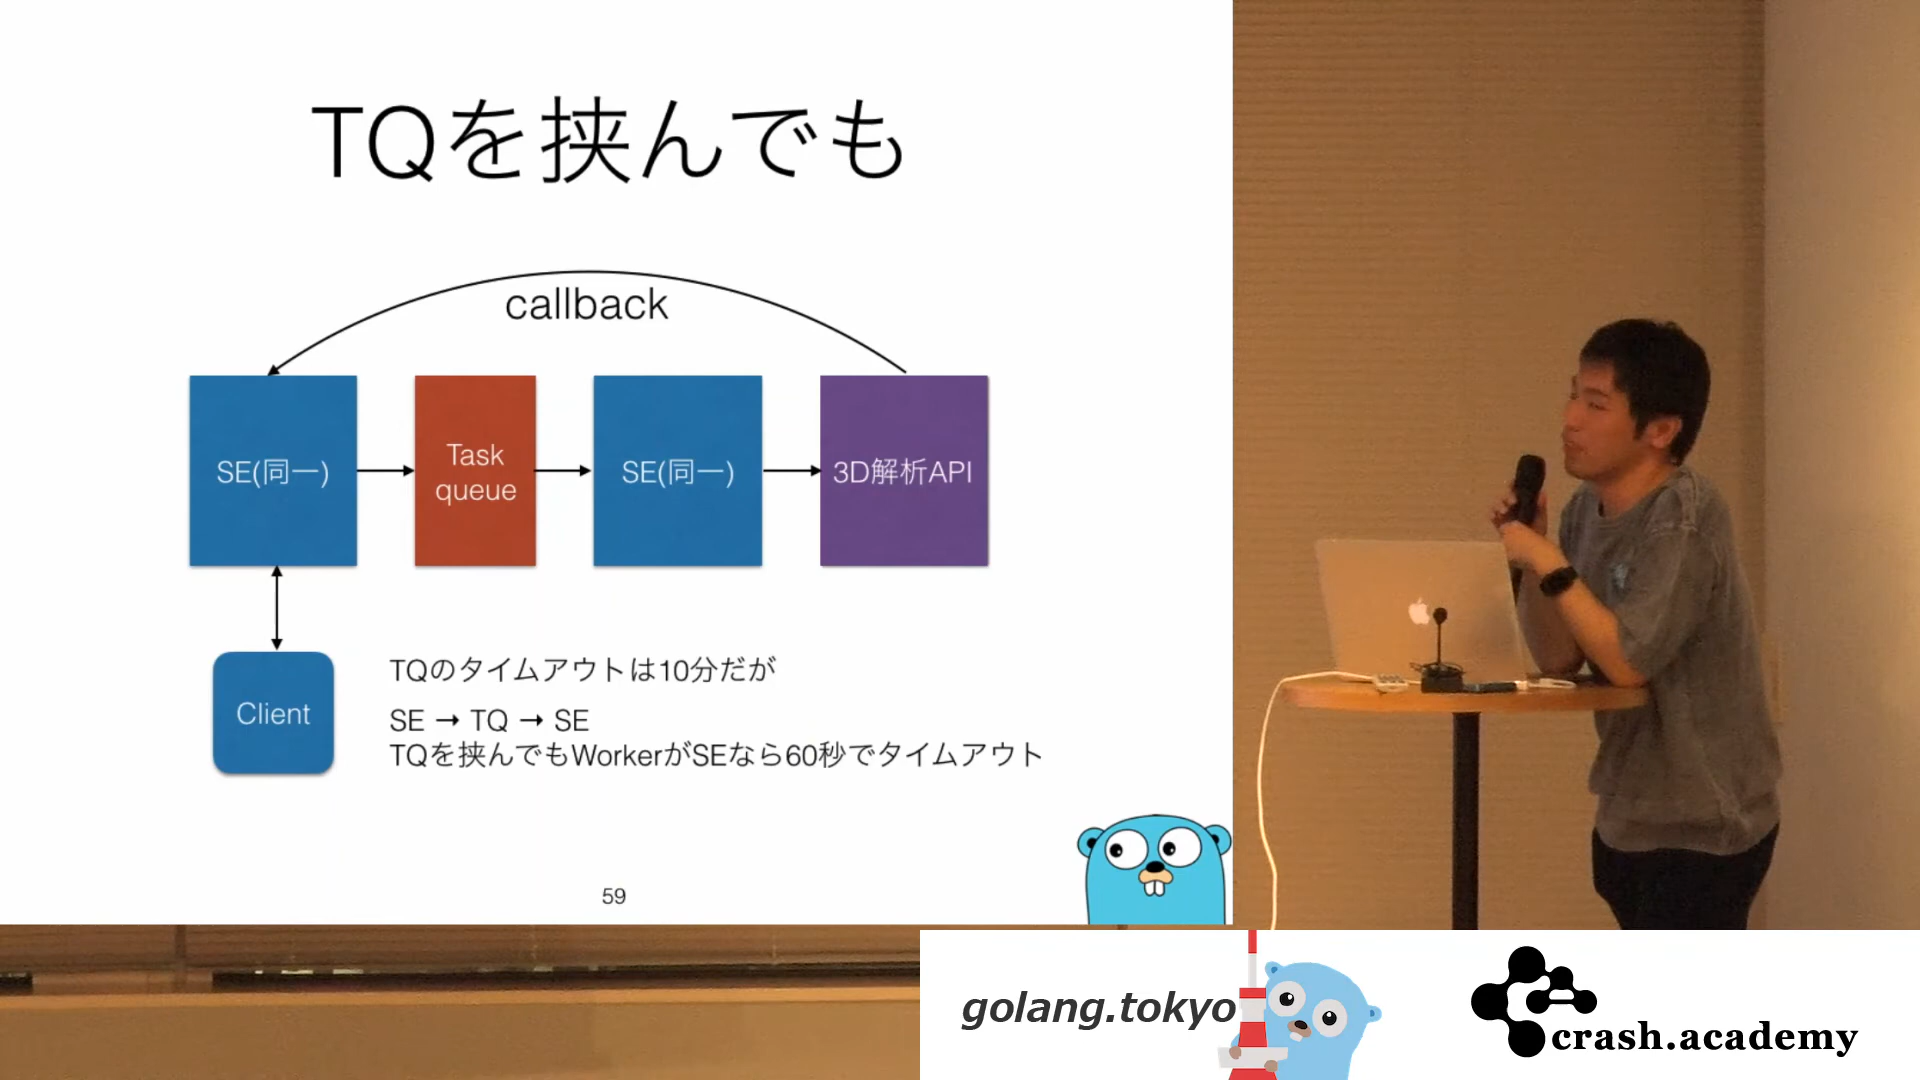 TQを挟んでも
callback
SE(同一)
Task
queue
SE(同一)
3D解析API
Client
TQのタイムアウトは10分だが
SE → TQ → SE
TQを挟んでもWorkerがSEなら60秒でタイムアウト
59
golang.tokyo
crash.academy